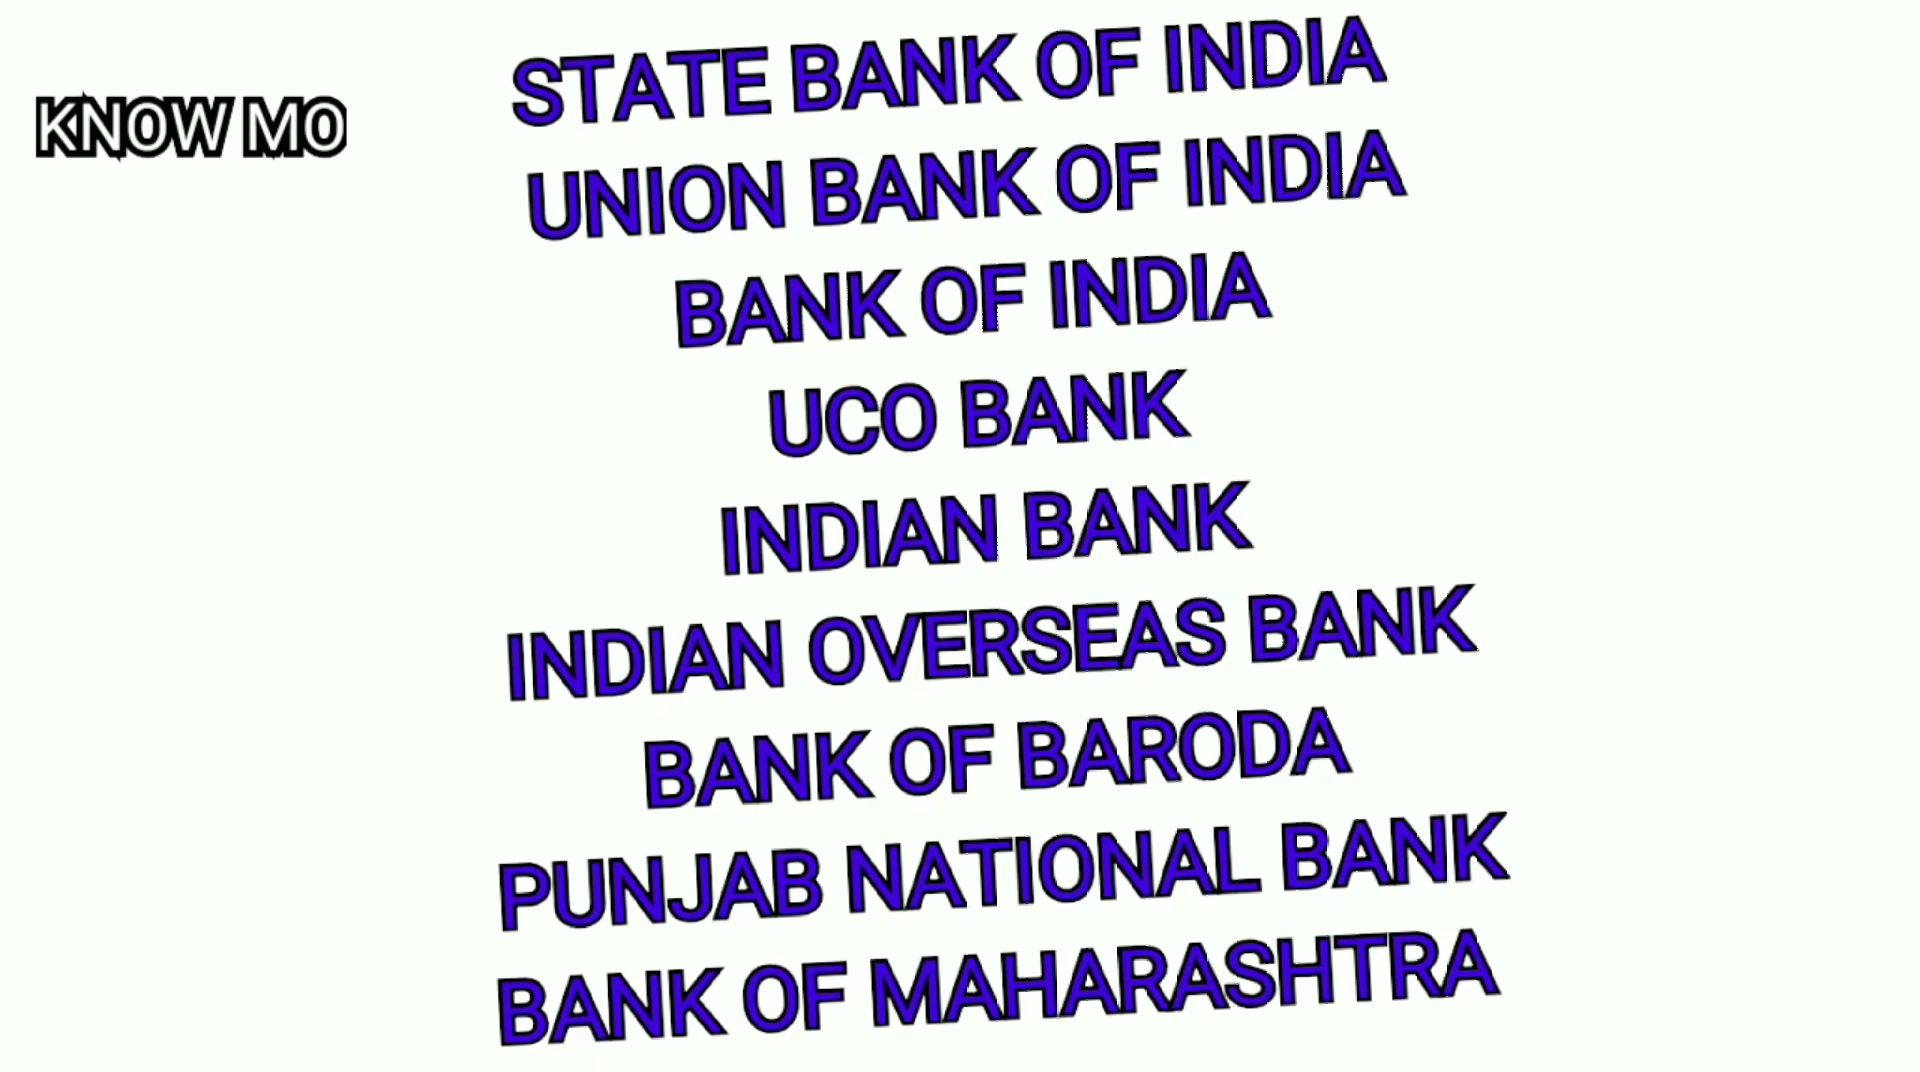 KNOW MO
STATE BANK OF INDIA
UNION BANK OF INDIA
BANK OF INDIA
UCO BANK
INDIAN BANK
INDIAN OVERSEAS BANK
BANK OF BARODA
PUNJAB NATIONAL BANK
BANK OF MAHARASHTRA